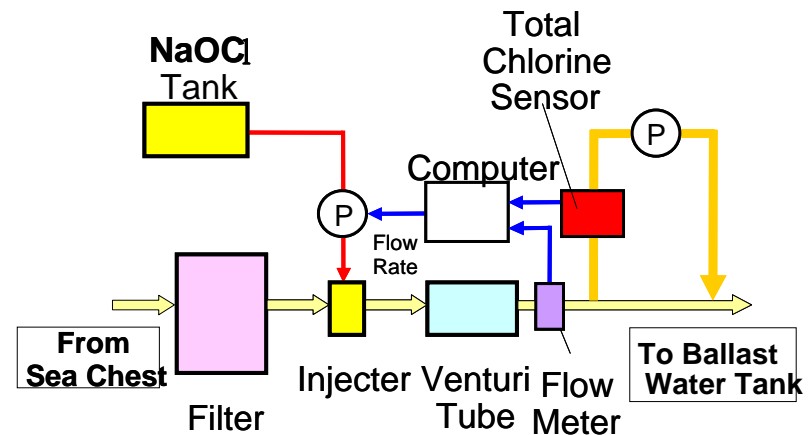 NaOCl
Tank
Total
Chlorine
Sensor
P
Computer
P
Flow
Rate
From
Sea Chest
To Ballast
Water Tank
Injecter
Venturi
Tube
Flow
Meter
Filter